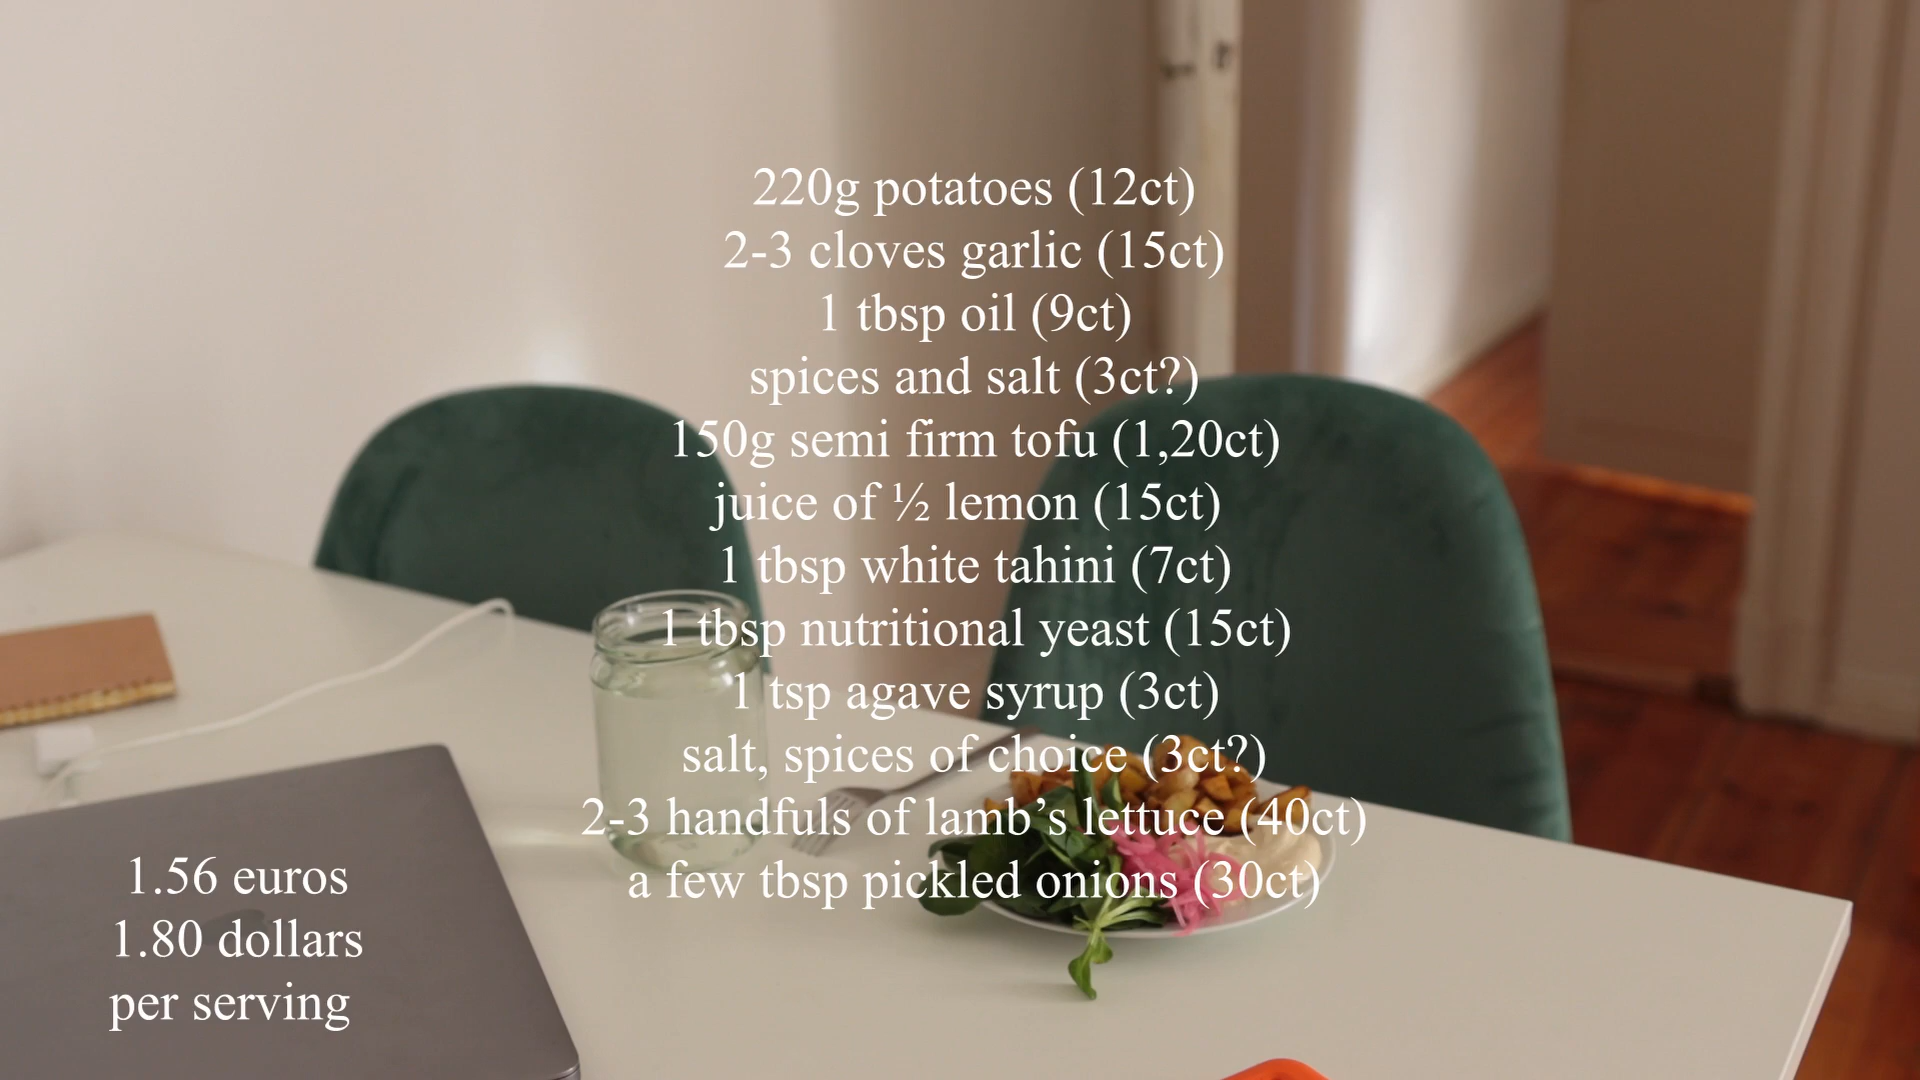 220g potatoes (12ct)
2-3 cloves garlic (15ct)
1 tbsp oil (9ct)
spices and salt (3ct?)
150g semi firm tofu (1,20ct)
juice of ½ lemon (15ct)
1 tbsp white tahini (7ct)
1 tbsp nutritional yeast (15ct)
1 tsp agave syrup (3ct)
salt, spices of choice (3ct?)
2-3 handfuls of lamb’s lettuce (40ct)
a few tbsp pickled onions (30ct)
1.56 euros
1.80 dollars
per serving